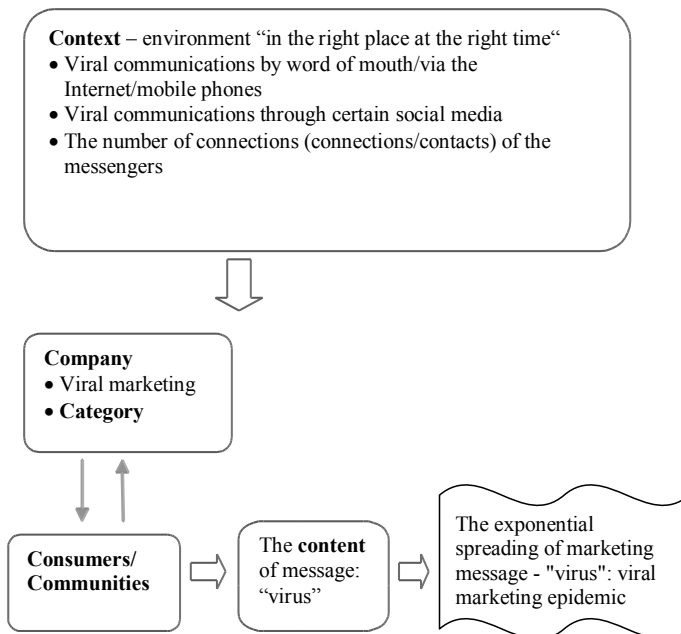 Context – environment “in the right place at the right time“
• Viral communications by word of mouth/via the
Internet/mobile phones
• Viral communications through certain social media
• The number of connections (connections/contacts) of the
messengers
Company
• Viral marketing
• Category
Consumers/
Communities
The content
of message:
“virus”
The exponential
spreading of marketing
message - "virus": viral
marketing epidemic